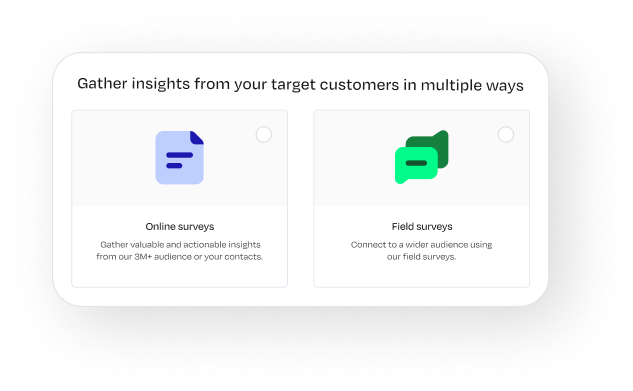 Gather insights from your target customers in multiple ways
Online surveys
Gather valuable and actionable insights
from our 3M+ audience or your contacts.
Field surveys
Connect to a wider audience using
our field surveys.